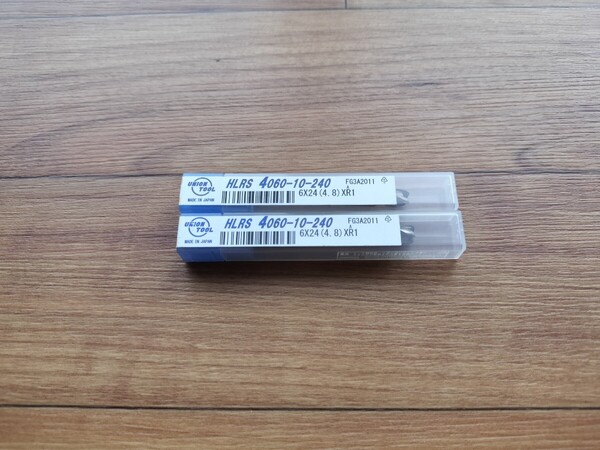 UNION TOOL
MADE IN JAPAN
HLRS 4060-10-240 FG3A2011
6X24(4.8)XR1
UNION TOOL
MADE IN JAPAN
HLRS 4060-10-240 FG3A2011
6X24(4.8)XR1